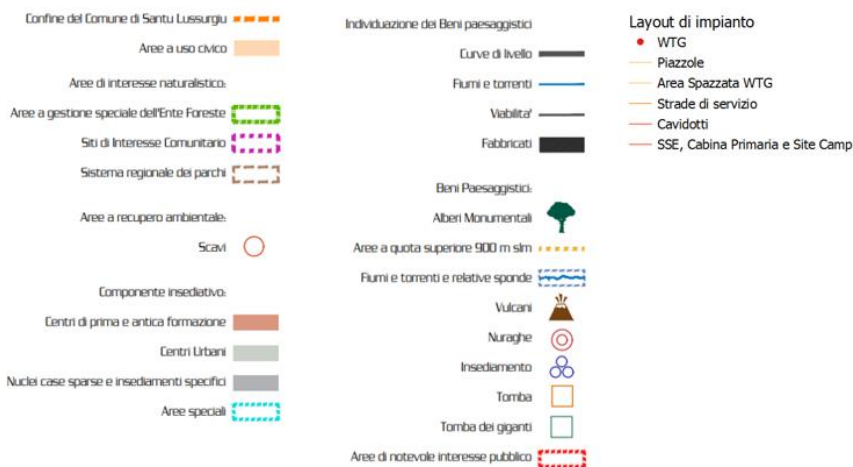 Confine del Comune di Santu Lussurgiu
Aree a uso civico
Aree di interesse naturalistico:
Aree a gestione speciale dell'Ente Foreste
Siti di Interesse Comunitario
Sistema regionale dei parchi
Aree a recupero ambientale:
Scavi
Componente insediativo:
Centri di prima e antica formazione
Centri Urbani
Nuclei case sparse e insediamenti specifici
Aree speciali
Individuazione dei Beni paesaggistici
Curve di livello
Fiumi e torrenti
Viabilita'
Fabbricati
Beni Paesaggistici:
Alberi Monumentali
Aree a quota superiore 900 m slm
Fiumi e torrenti e relative sponde
Vulcani
Nuraghe
Insediamento
Tomba
Tomba dei giganti
Aree di notevole interesse pubblico
Layout di impianto
WTG
Piazzole
Area Spazzata WTG
Strade di servizio
Cavidotti
SSE, Cabina Primaria e Site Camp